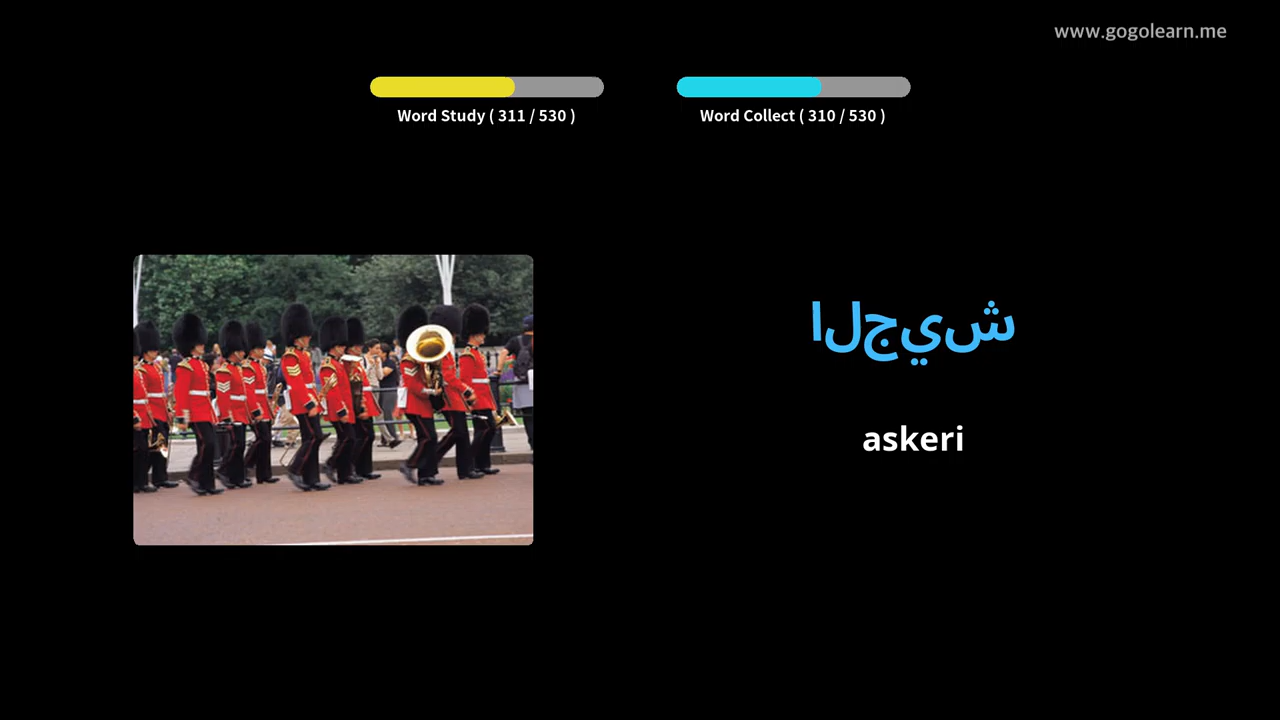 www.gogolearn.me
Word Study ( 311 / 530 )
Word Collect ( 310 / 530 )
الجيش
askeri